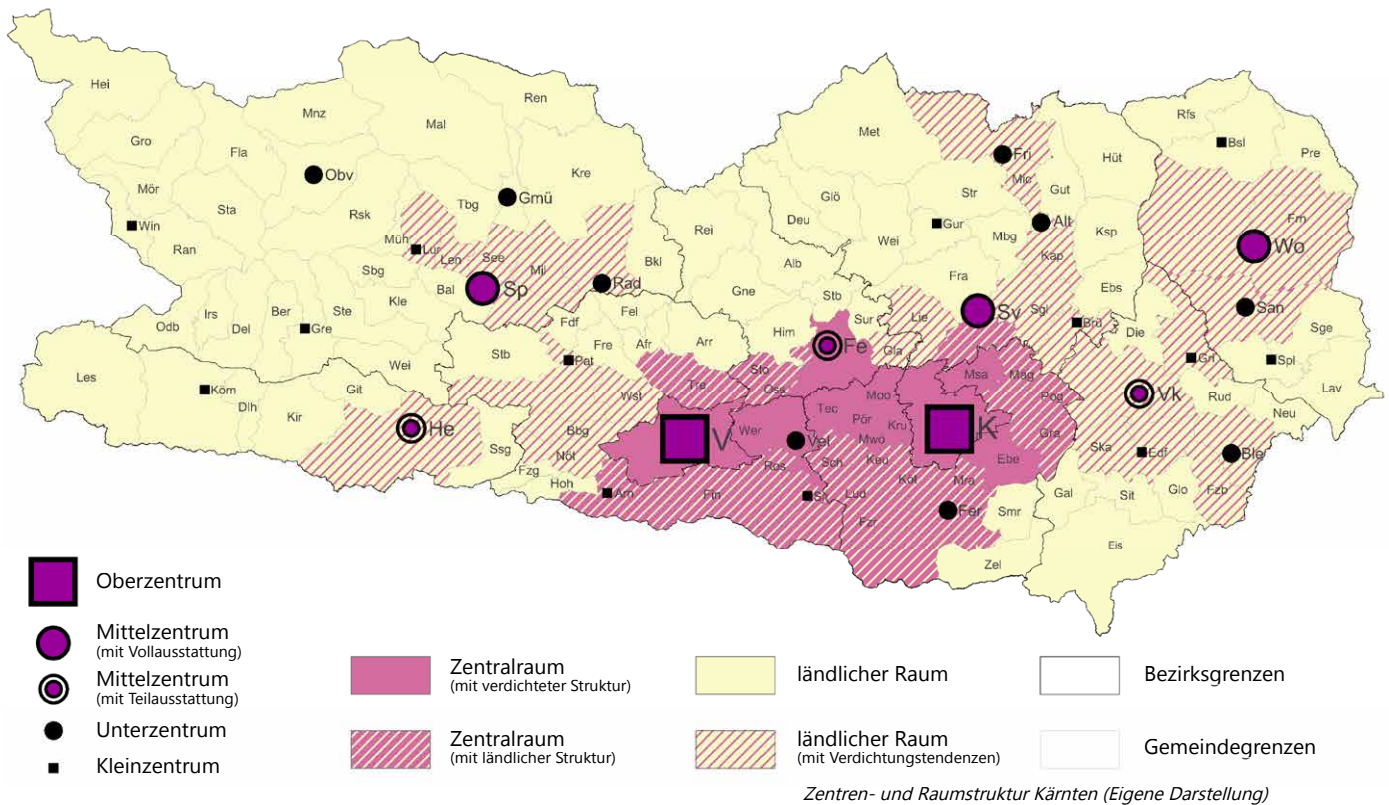 Hei
Mnz
Mal
Ren
Met
Rfs
Bsl
Pre
Gro
Fla
Fri
Hüt
Mör
Obv
Kre
Mic
Gut
Str
Sta
Gmü
Glö
Tbg
Rsk
Deu
Win
Gur
Alt
Frn
Ran
Müh
Lur
Rei
Wei
Mbg
Ksp
Wo
Len
See
Mil
Bkl
Kap
Sbg
Alb
Fra
Bal
Sp
Rad
Gne
Stb
Ebs
Kle
Irs
Del
Ber
Ste
Fel
Sur
Lie
Sv
Sgl
San
Odb
Gre
Fdf
Fre
Afr
Arr
Him
Fe
Brü
Die
Sge
Stb
Pat
Gla
Gri
Spl
Les
Wei
Sto
Msa
Mag
Köm
Git
Tre
Oss
Vk
Rud
Lav
Dlh
Wst
Moo
Pog
Kir
Tec
Pör
Neu
He
Bbg
V
Wer
Vel
Kru
K
Gra
Mwo
Ska
Edf
Ssg
Nöt
Ble
Fzg
Ros
Sch
Keu
Ebe
Hoh
Arn
Fin
Lud
Köt
Mra
Gal
Sit
Glo
Fzb
Fer
Smr
Fzr
Eis
Zel
Oberzentrum
Mittelzentrum
(mit Vollausstattung)
Mittelzentrum
(mit Teilausstattung)
Unterzentrum
Kleinzentrum
Zentralraum
(mit verdichteter Struktur)
Zentralraum
(mit ländlicher Struktur)
ländlicher Raum
ländlicher Raum
(mit Verdichtungstendenzen)
Bezirksgrenzen
Gemeindegrenzen
Zentren- und Raumstruktur Kärnten (Eigene Darstellung)